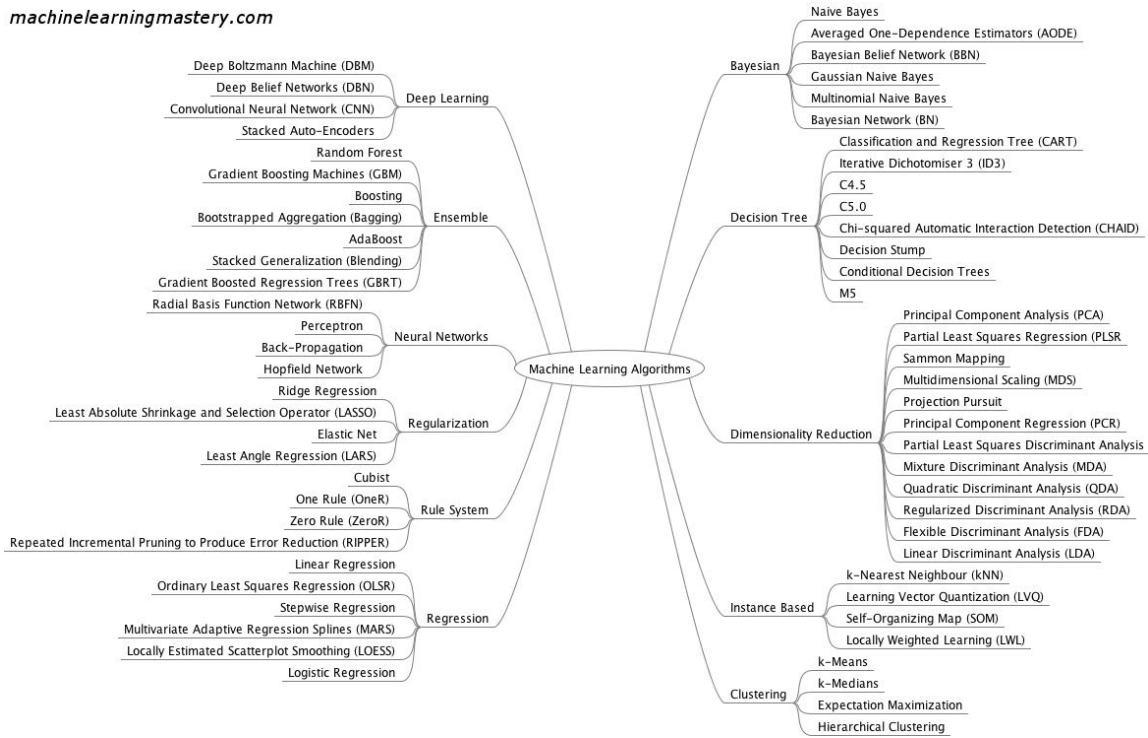 machinelearningmastery.com
Deep Boltzmann Machine (DBM)
Deep Belief Networks (DBN)
Convolutional Neural Network (CNN)
Stacked Auto-Encoders
Deep Learning
Random Forest
Gradient Boosting Machines (GBM)
Boosting
Bootstrapped Aggregation (Bagging)
AdaBoost
Stacked Generalization (Blending)
Gradient Boosted Regression Trees (GBRT)
Ensemble
Radial Basis Function Network (RBFN)
Perceptron
Back-Propagation
Hopfield Network
Neural Networks
Ridge Regression
Least Absolute Shrinkage and Selection Operator (LASSO)
Elastic Net
Least Angle Regression (LARS)
Regularization
Cubist
One Rule (OneR)
Zero Rule (ZeroR)
Repeated Incremental Pruning to Produce Error Reduction (RIPPER)
Rule System
Linear Regression
Ordinary Least Squares Regression (OLSR)
Stepwise Regression
Multivariate Adaptive Regression Splines (MARS)
Locally Estimated Scatterplot Smoothing (LOESS)
Logistic Regression
Regression
Machine Learning Algorithms
Bayesian
Naive Bayes
Averaged One-Dependence Estimators (AODE)
Bayesian Belief Network (BBN)
Gaussian Naive Bayes
Multinomial Naive Bayes
Bayesian Network (BN)
Decision Tree
Classification and Regression Tree (CART)
Iterative Dichotomiser 3 (ID3)
C4.5
C5.0
Chi-squared Automatic Interaction Detection (CHAID)
Decision Stump
Conditional Decision Trees
M5
Dimensionality Reduction
Principal Component Analysis (PCA)
Partial Least Squares Regression (PLSR
Sammon Mapping
Multidimensional Scaling (MDS)
Projection Pursuit
Principal Component Regression (PCR)
Partial Least Squares Discriminant Analysis
Mixture Discriminant Analysis (MDA)
Quadratic Discriminant Analysis (QDA)
Regularized Discriminant Analysis (RDA)
Flexible Discriminant Analysis (FDA)
Linear Discriminant Analysis (LDA)
Instance Based
k-Nearest Neighbour (kNN)
Learning Vector Quantization (LVQ)
Self-Organizing Map (SOM)
Locally Weighted Learning (LWL)
Clustering
k-Means
k-Medians
Expectation Maximization
Hierarchical Clustering